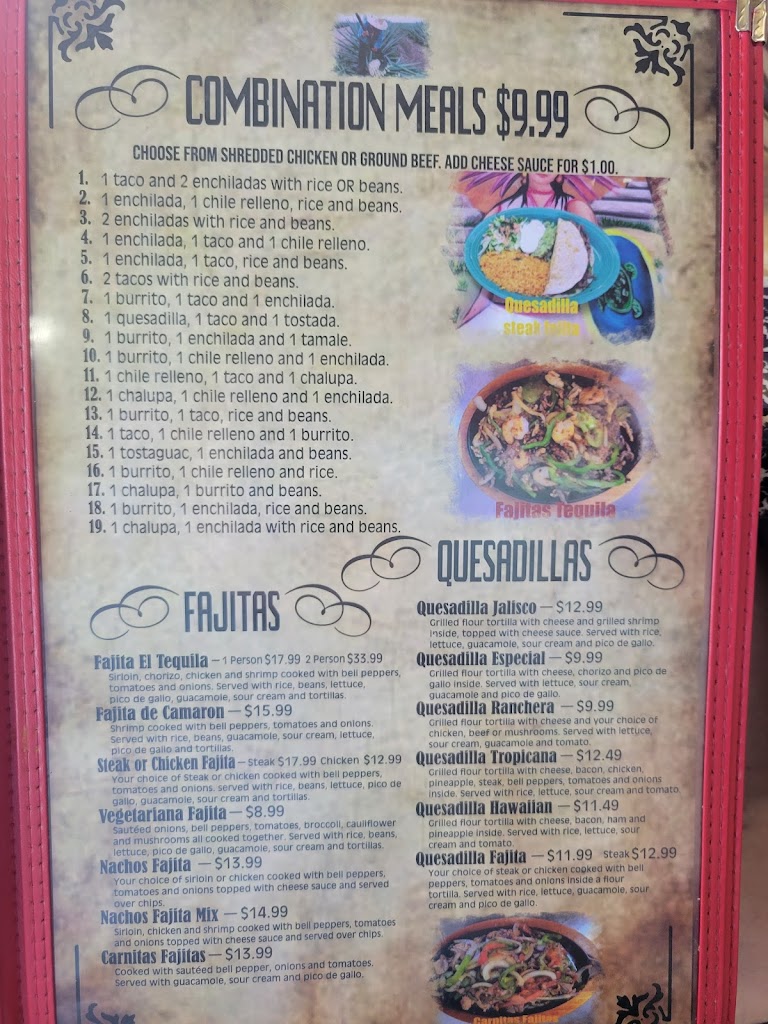 COMBINATION MEALS $9.99
CHOOSE FROM SHREDDED CHICKEN OR GROUND BEEF. ADD CHEESE SAUCE FOR $1.00.
1. 1 taco and 2 enchiladas with rice OR beans.
2. 1 enchilada, 1 chile relleno, rice and beans.
3. 2 enchiladas with rice and beans.
4. 1 enchilada, 1 taco and 1 chile relleno.
5. 1 enchilada, 1 taco, rice and beans.
6. 2 tacos with rice and beans.
7. 1 burrito, 1 taco and 1 enchilada.
8. 1 quesadilla, 1 taco and 1 tostada.
9. 1 burrito, 1 enchilada and 1 tamale.
10. 1 burrito, 1 chile relleno and 1 enchilada.
11. 1 chile relleno, 1 taco and 1 chalupa.
12. 1 chalupa, 1 chile relleno and 1 enchilada.
13. 1 burrito, 1 taco, rice and beans.
14. 1 taco, 1 chile relleno and 1 burrito.
15. 1 tostaguac, 1 enchilada and beans.
16. 1 burrito, 1 chile relleno and rice.
17. 1 chalupa, 1 burrito and beans.
18. 1 burrito, 1 enchilada, rice and beans.
19. 1 chalupa, 1 enchilada with rice and beans.
Quesadilla
steak
Fajitas Tequila
FAJITAS
Fajita El Tequila — 1 Person $17.99 2 Person $33.99
Sirloin, chorizo, chicken and shrimp cooked with bell peppers,
tomatoes and onions. Served with rice, beans, lettuce,
pico de gallo, guacamole, sour cream and tortillas.
Fajita de Camaron — $15.99
Shrimp cooked with bell peppers, tomatoes and onions.
Served with rice, beans, guacamole, sour cream, lettuce,
pico de gallo and tortillas.
Steak or Chicken Fajita — Steak $17.99 Chicken $12.99
Your choice of Steak or chicken cooked with bell peppers,
tomatoes and onions. served with rice, beans, lettuce, pico de
gallo, guacamole, sour cream and tortillas.
Vegetariana Fajita — $8.99
Sautéed onions, bell peppers, tomatoes, broccoli, cauliflower
and mushrooms all cooked together. Served with rice, beans,
lettuce, pico de gallo, guacamole, sour cream and tortillas.
Nachos Fajita — $13.99
Your choice of sirloin or chicken cooked with bell peppers,
tomatoes and onions topped with cheese sauce and served
over chips.
Nachos Fajita Mix — $14.99
Sirloin, chicken and shrimp cooked with bell peppers, tomatoes
and onions topped with cheese sauce and served over chips.
Carnitas Fajitas — $13.99
Cooked with sautéed bell pepper, onions and tomatoes.
Served with guacamole, sour cream and pico de gallo.
QUESADILLAS
Quesadilla Jalisco — $12.99
Grilled flour tortilla with cheese and grilled shrimp
inside, topped with cheese sauce. Served with rice,
lettuce, guacamole, sour cream and pico de gallo.
Quesadilla Especial — $9.99
Grilled flour tortilla with cheese, chorizo and pico de
gallo inside. Served with lettuce, sour cream,
guacamole and pico de gallo.
Quesadilla Ranchera — $9.99
Grilled flour tortilla with cheese and your choice of
chicken, beef or mushrooms. Served with lettuce,
sour cream, guacamole and tomato.
Quesadilla Tropicana — $12.49
Grilled flour tortilla with cheese, bacon, chicken,
pineapple, steak, bell peppers, tomatoes and onions
inside. Served with rice, lettuce, sour cream and tomato.
Quesadilla Hawaiian — $11.49
Grilled flour tortilla with cheese, bacon, ham and
pineapple inside. Served with rice, lettuce, sour
cream and tomato.
Quesadilla Fajita — $11.99 Steak $12.99
Your choice of steak or chicken cooked with bell
peppers, tomatoes and onions inside a flour
tortilla. Served with rice, lettuce, guacamole, sour
cream and pico de gallo.
Carnitas Fajitas